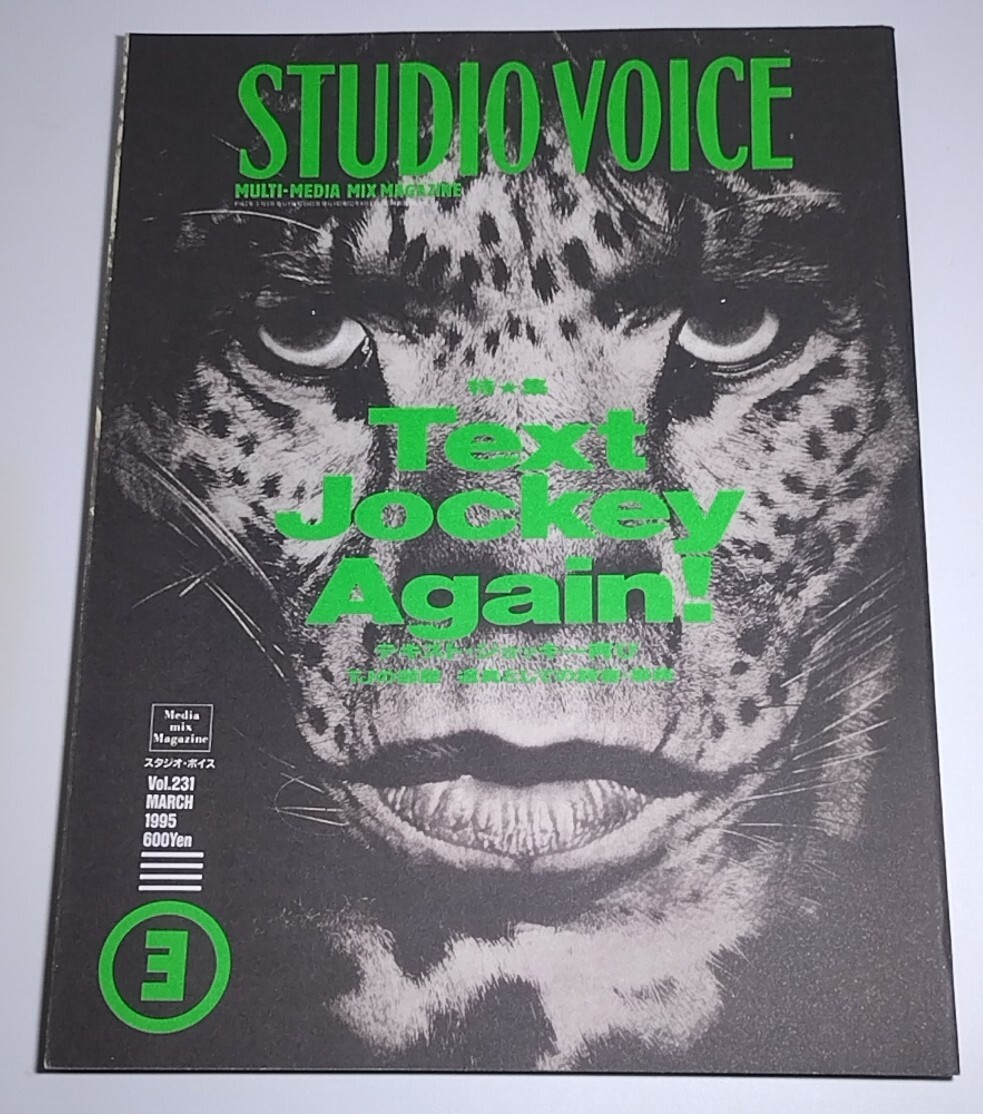 STUDIO VOICE
MULTI-MEDIA MIX MAGAZINE
特★集
Text
Jockey
Again!
テキスト・ジョッキー再び
Media
mix
Magazine
スタジオ・ボイス
Vol.231
MARCH
1995
600Yen
3